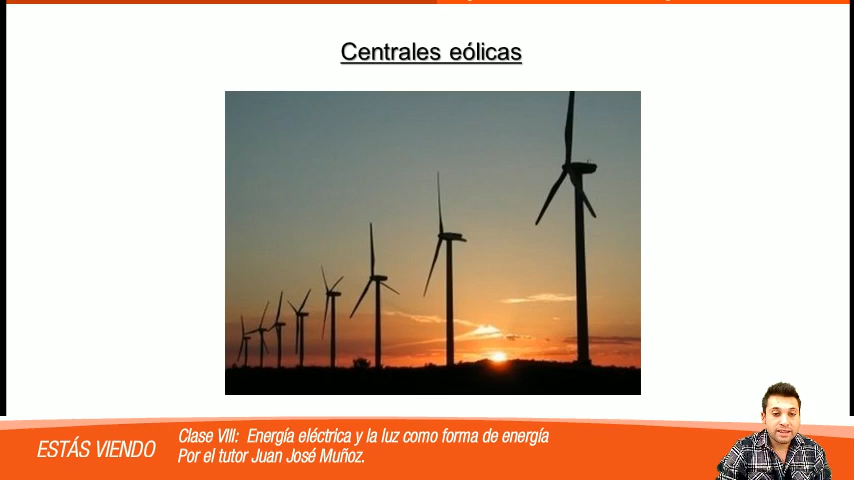 Centrales eólicas
ESTÁS VIENDO
Clase VIII: Energía eléctrica y la luz como forma de energía
Por el tutor Juan José Muñoz.